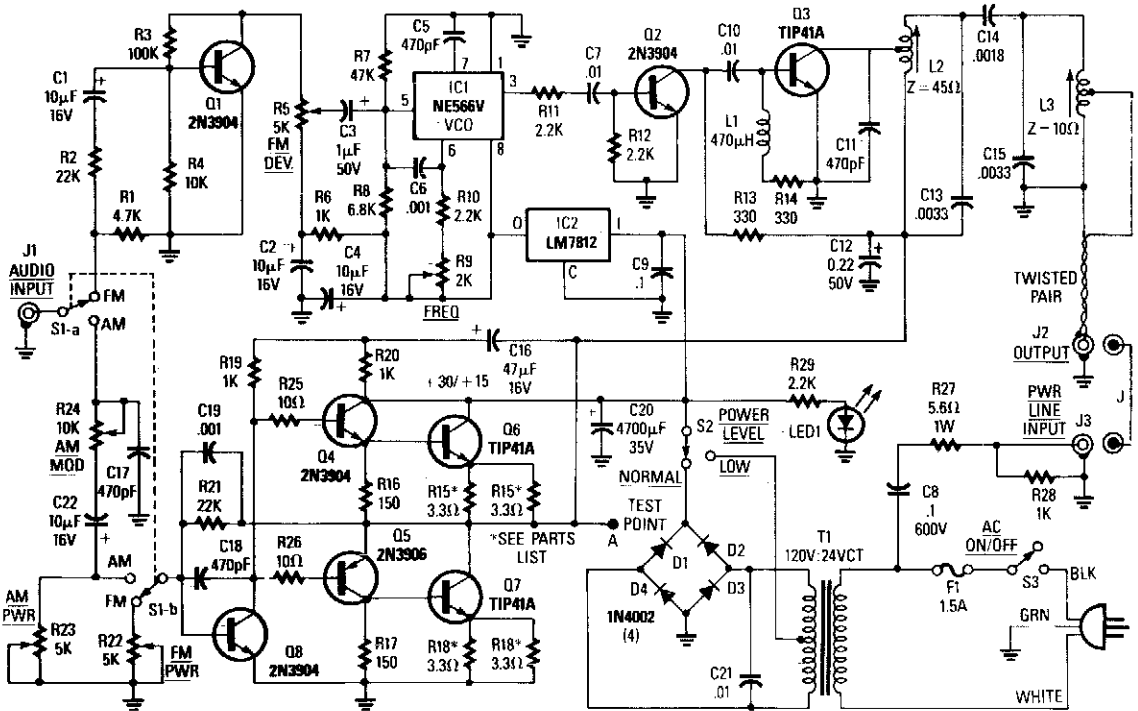 R3
100K
C1
10µF
16V
+
Q1
2N3904
R2
22K
R4
10K
R1
4.7K
J1
AUDIO
INPUT
S1-a
FM
AM
R5
5K
FM
DEV.
C3
1µF
50V
+
R7
47K
C5
470pF
7
1
IC1
NE566V
VCO
5
3
6
8
C6
.001
R6
1K
R8
6.8K
R10
2.2K
R9
2K
FREQ
C2
10µF
16V
+
C4
10µF
16V
+
R11
2.2K
C7
.01
R12
2.2K
Q2
2N3904
C10
.01
Q3
TIP41A
L1
470µH
C11
470pF
R13
330
R14
330
L2
Z=45Ω
C14
.0018
L3
Z=10Ω
C15
.0033
C13
.0033
C12
0.22
50V
+
O
IC2
LM7812
I
C
C9
.1
TWISTED
PAIR
J2
OUTPUT
J
PWR
LINE
INPUT
J3
R24
10K
AM
MOD
C17
470pF
C22
10µF
16V
+
AM
FM
S1-b
AM
PWR
R23
5K
R22
5K
FM
PWR
R19
1K
R20
1K
+
C16
47µF
16V
R25
10Ω
C19
.001
R21
22K
Q4
2N3904
Q6
TIP41A
+30/+15
R16
150
R15*
3.3Ω
R15*
3.3Ω
*SEE PARTS
LIST
TEST
POINT
A
C18
470pF
R26
10Ω
Q5
2N3906
Q7
TIP41A
Q8
2N3904
R17
150
R18*
3.3Ω
R18*
3.3Ω
+
C20
4700µF
35V
S2
POWER
LEVEL
NORMAL
LOW
R29
2.2K
LED1
R27
5.6Ω
1W
R28
1K
C8
.1
600V
D1
D2
D4
D3
1N4002
(4)
C21
.01
T1
120V:24VCT
F1
1.5A
AC
ON/OFF
S3
BLK
GRN
WHITE